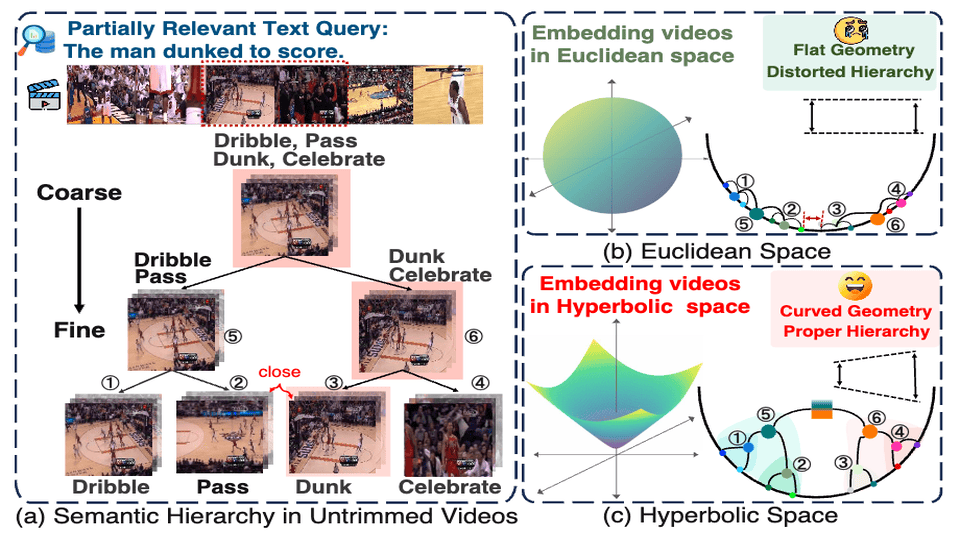 Partially Relevant Text Query:
The man dunked to score.
Dribble, Pass
Dunk, Celebrate
Coarse
Fine
Dribble
Pass
Dunk
Celebrate
⑤
⑥
①
②
close
③
④
Dribble
Pass
Dunk
Celebrate
(a) Semantic Hierarchy in Untrimmed Videos
Embedding videos
in Euclidean space
Flat Geometry
Distorted Hierarchy
①
⑤
②
③
④
⑥
(b) Euclidean Space
Embedding videos
in Hyperbolic space
Curved Geometry
Proper Hierarchy
①
⑤
②
③
⑥
④
(c) Hyperbolic Space